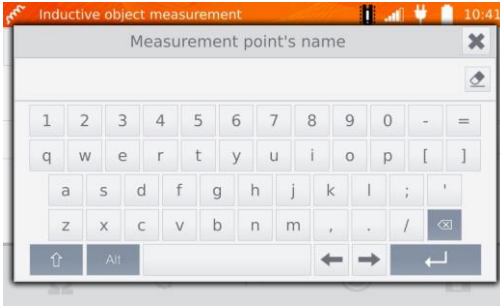 Inductive object measurement 10:41
Measurement point's name
1 2 3 4 5 6 7 8 9 0 - =
q w e r t y u i o p [ ]
a s d f g h j k l ; '
z x c v b n m , . /
Alt